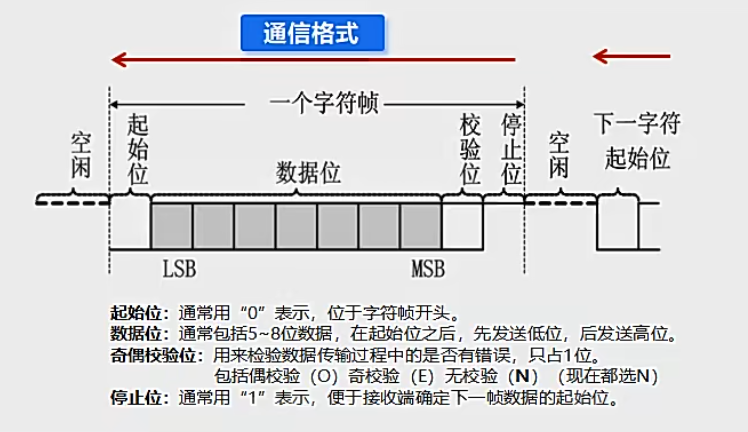 通信格式
一个字符帧
空闲
起始位
数据位
校验位
停止位
空闲
下一字符
起始位
LSB
MSB
起始位：通常用“0”表示，位于字符帧开头。
数据位：通常包括5~8位数据，在起始位之后，先发送低位，后发送高位。
奇偶校验位：用来检验数据传输过程中的是否有错误，只占1位。
包括偶校验（O）奇校验（E）无校验（N）（现在都选N）
停止位：通常用“1”表示，便于接收端确定下一帧数据的起始位。